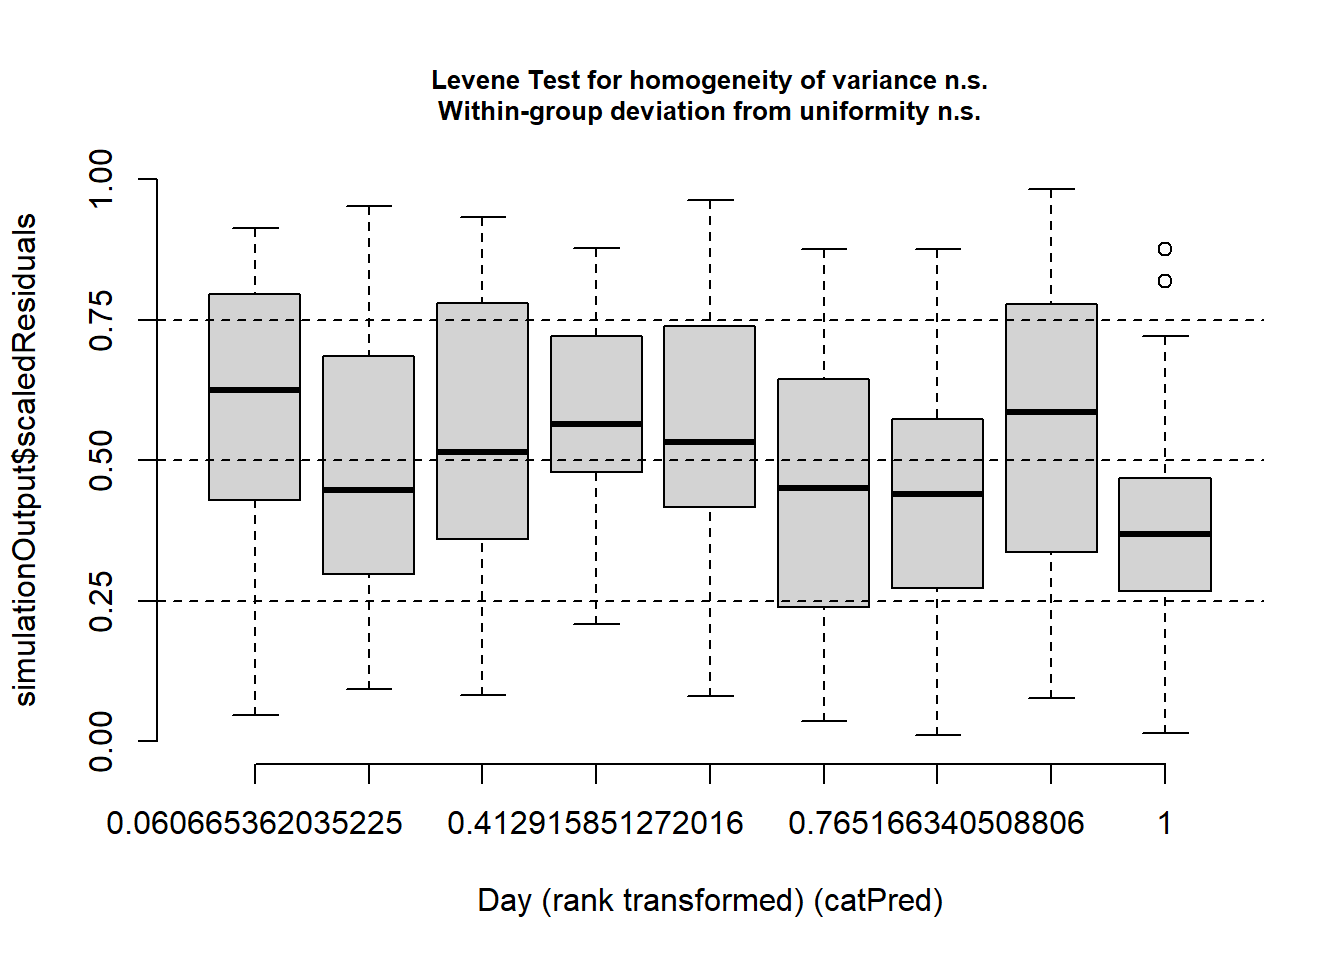 Levene Test for homogeneity of variance n.s.
Within-group deviation from uniformity n.s.
simulationOutput$scaledResiduals
1.00
0.75
0.50
0.25
0.00
0.060665362035225 0.412915851272016 0.765166340508806 1
Day (rank transformed) (catPred)